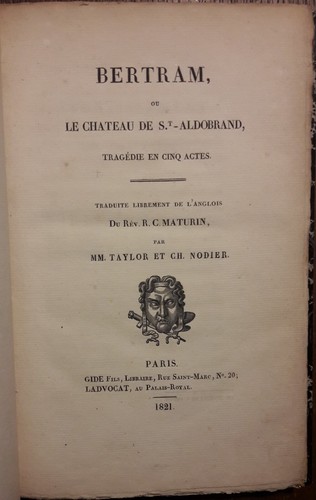 BERTRAM,
OU
LE CHATEAU DE S.T-ALDOBRAND,
TRAGÉDIE EN CINQ ACTES.
TRADUITE LIBREMENT DE L'ANGLOIS
DU RÉV. R. C. MATURIN,
PAR
MM. TAYLOR ET CH. NODIER.
PARIS.
GIDE FILS, LIBRAIRE, RUE SAINT-MARC, No. 20;
LADVOCAT, AU PALAIS-ROYAL.
1821.